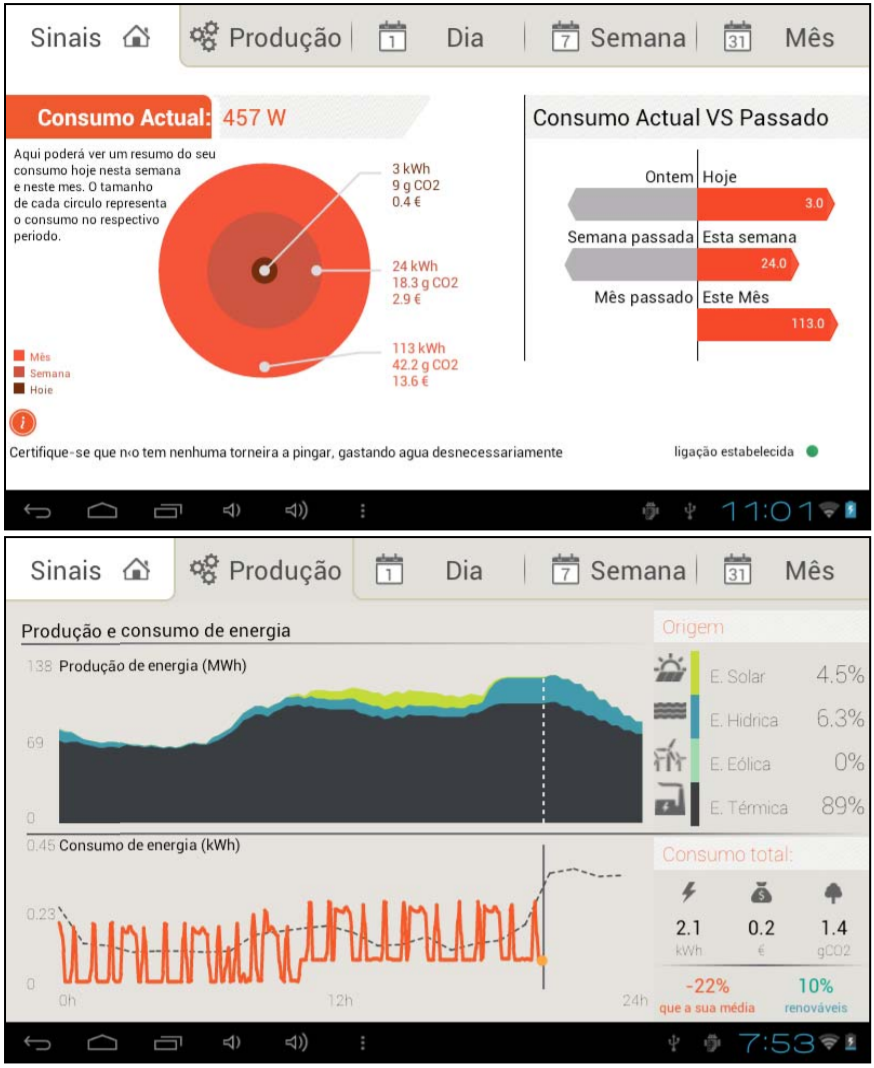 Sinais
Produção
1
Dia
7
Semana
31
Mês
Consumo Actual: 457 W
Consumo Actual VS Passado
Aqui poderá ver um resumo do seu
consumo hoje nesta semana
e neste mes. O tamanho
de cada circulo representa
o consumo no respectivo
periodo.
3 kWh
9 g CO2
0.4 €
24 kWh
18.3 g CO2
2.9 €
113 kWh
42.2 g CO2
13.6 €
Mês
Semana
Hoje
Ontem
Hoje
3.0
Semana passada
Esta semana
24.0
Mês passado
Este Mês
113.0
i
Certifique-se que n‹o tem nenhuma torneira a pingar, gastando agua desnecessariamente
ligação estabelecida
11:01
Sinais
Produção
1
Dia
7
Semana
31
Mês
Produção e consumo de energia
138
Produção de energia (MWh)
69
0
Origem
E. Solar 4.5%
E. Hidrica 6.3%
E. Eólica 0%
E. Térmica 89%
0.45
Consumo de energia (kWh)
0.23
0
0h
12h
24h
Consumo total:
$
2.1
kWh
0.2
€
1.4
gCO2
-22%
que a sua média
10%
renováveis
7:53